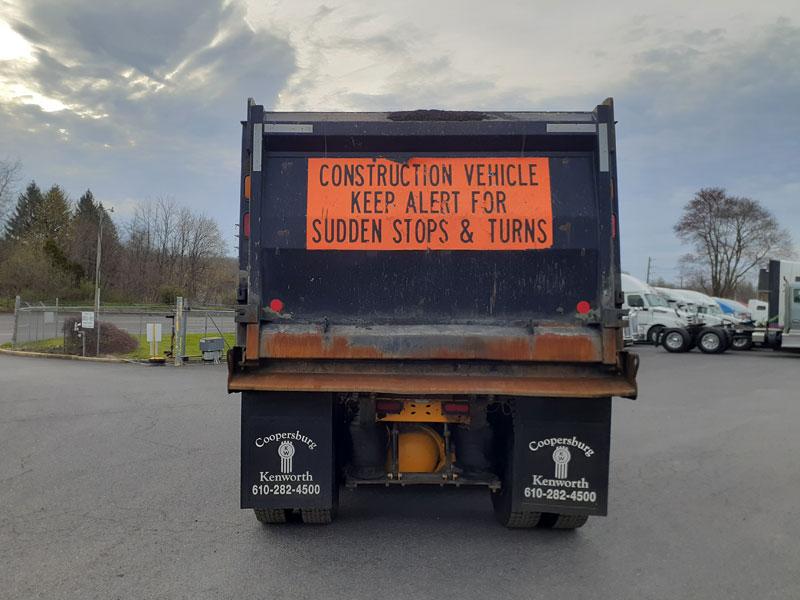 CONSTRUCTION VEHICLE
KEEP ALERT FOR
SUDDEN STOPS & TURNS
Coopersburg
Kenworth
610-282-4500
Coopersburg
Kenworth
610-282-4500